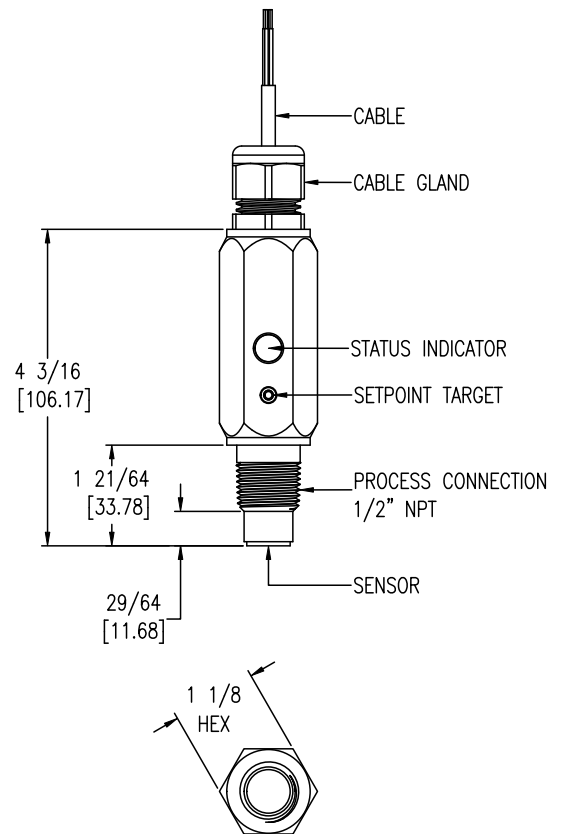 CABLE
CABLE GLAND
STATUS INDICATOR
4 3/16
[106.17]
SETPOINT TARGET
1 21/64
[33.78]
PROCESS CONNECTION
1/2" NPT
SENSOR
29/64
[11.68]
1 1/8
HEX